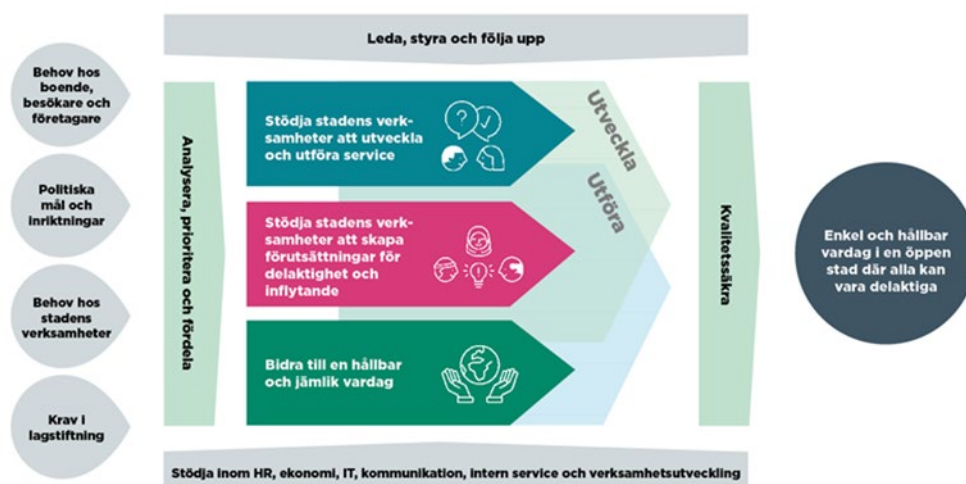 Leda, styra och följa upp
Behov hos
boende,
besökare och
företagare
Politiska
mål och
inriktningar
Behov hos
stadens
verksamheter
Krav i
lagstiftning
Analysera, prioritera och fördela
Stödja stadens verk-
samheter att utveckla
och utföra service
Stödja stadens verk-
samheter att skapa
förutsättningar för
delaktighet och
inflytande
Bidra till en hållbar
och jämlik vardag
Utveckla
Utföra
Kvalitetssäkra
Enkel och hållbar
vardag i en öppen
stad där alla kan
vara delaktiga
Stödja inom HR, ekonomi, IT, kommunikation, intern service och verksamhetsutveckling